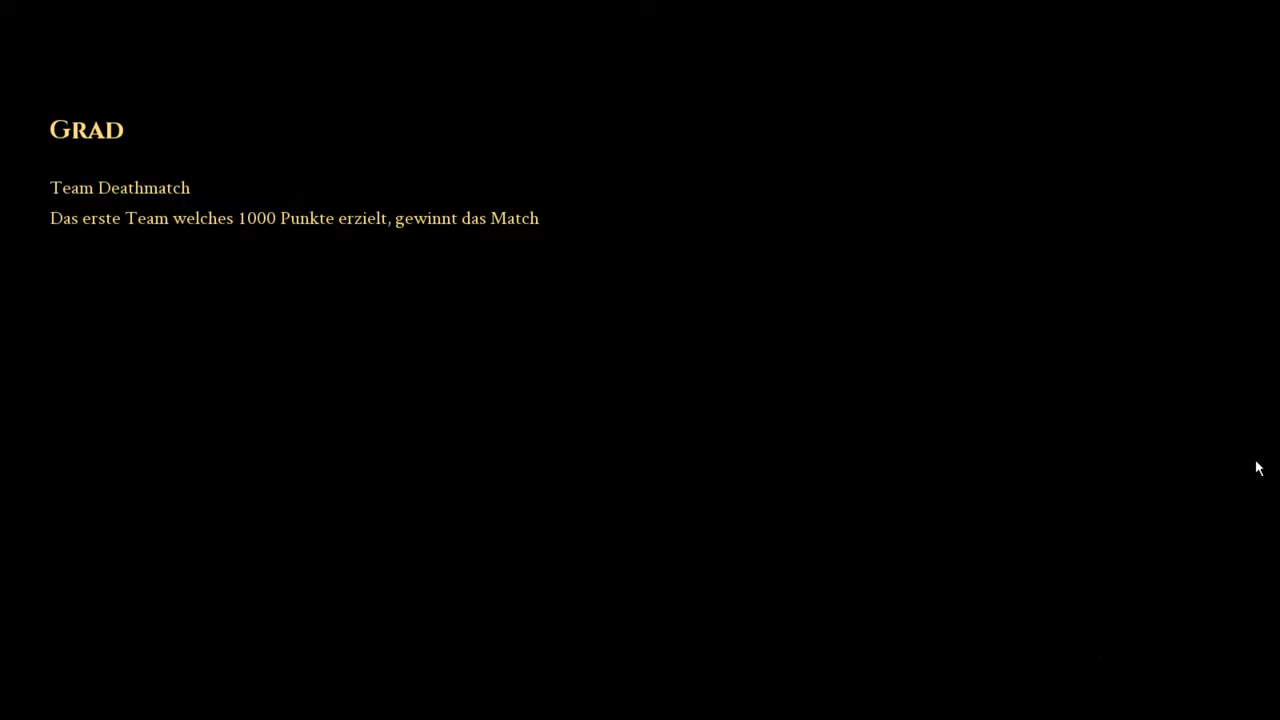 Grad
Team Deathmatch
Das erste Team welches 1000 Punkte erzielt, gewinnt das Match